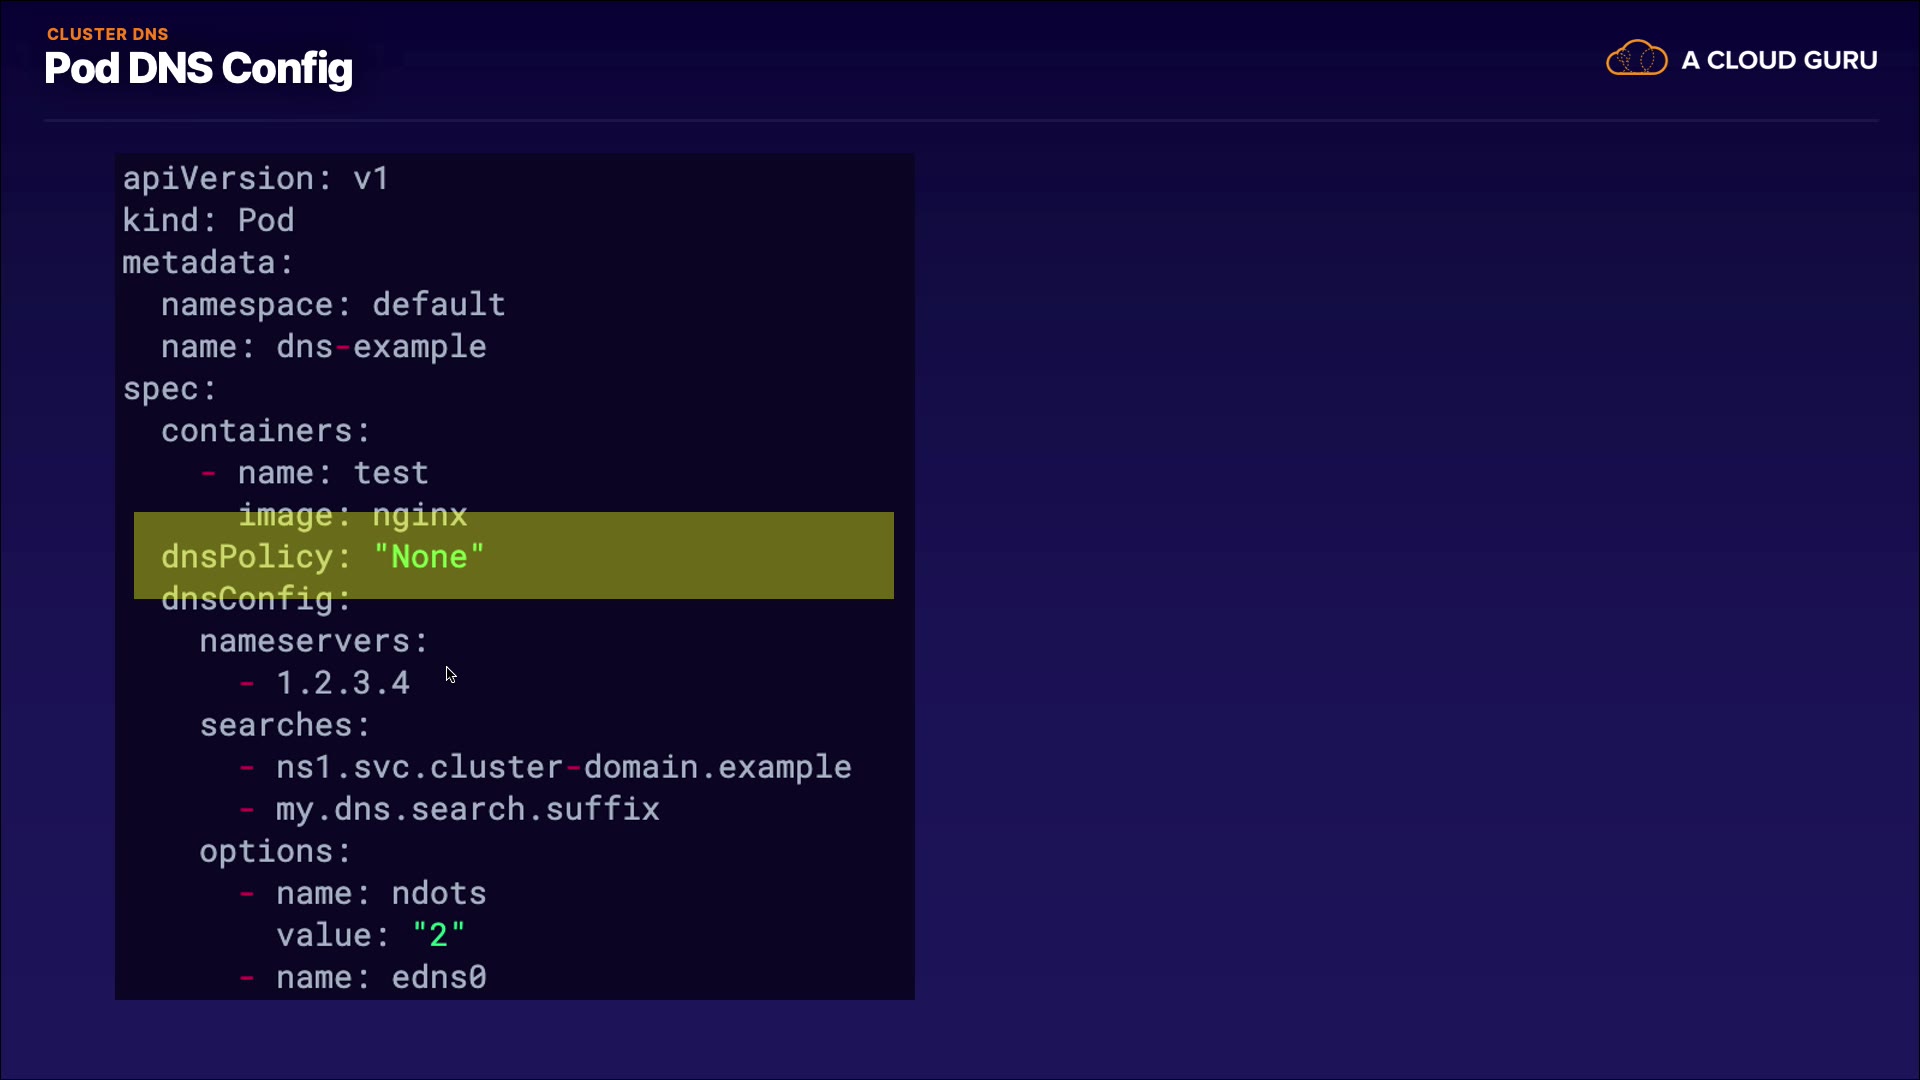 CLUSTER DNS
Pod DNS Config
A CLOUD GURU
apiVersion: v1
kind: Pod
metadata:
  namespace: default
  name: dns-example
spec:
  containers:
    - name: test
      image: nginx
  dnsPolicy: "None"
  dnsConfig:
    nameservers:
      - 1.2.3.4
    searches:
      - ns1.svc.cluster-domain.example
      - my.dns.search.suffix
    options:
      - name: ndots
        value: "2"
      - name: edns0